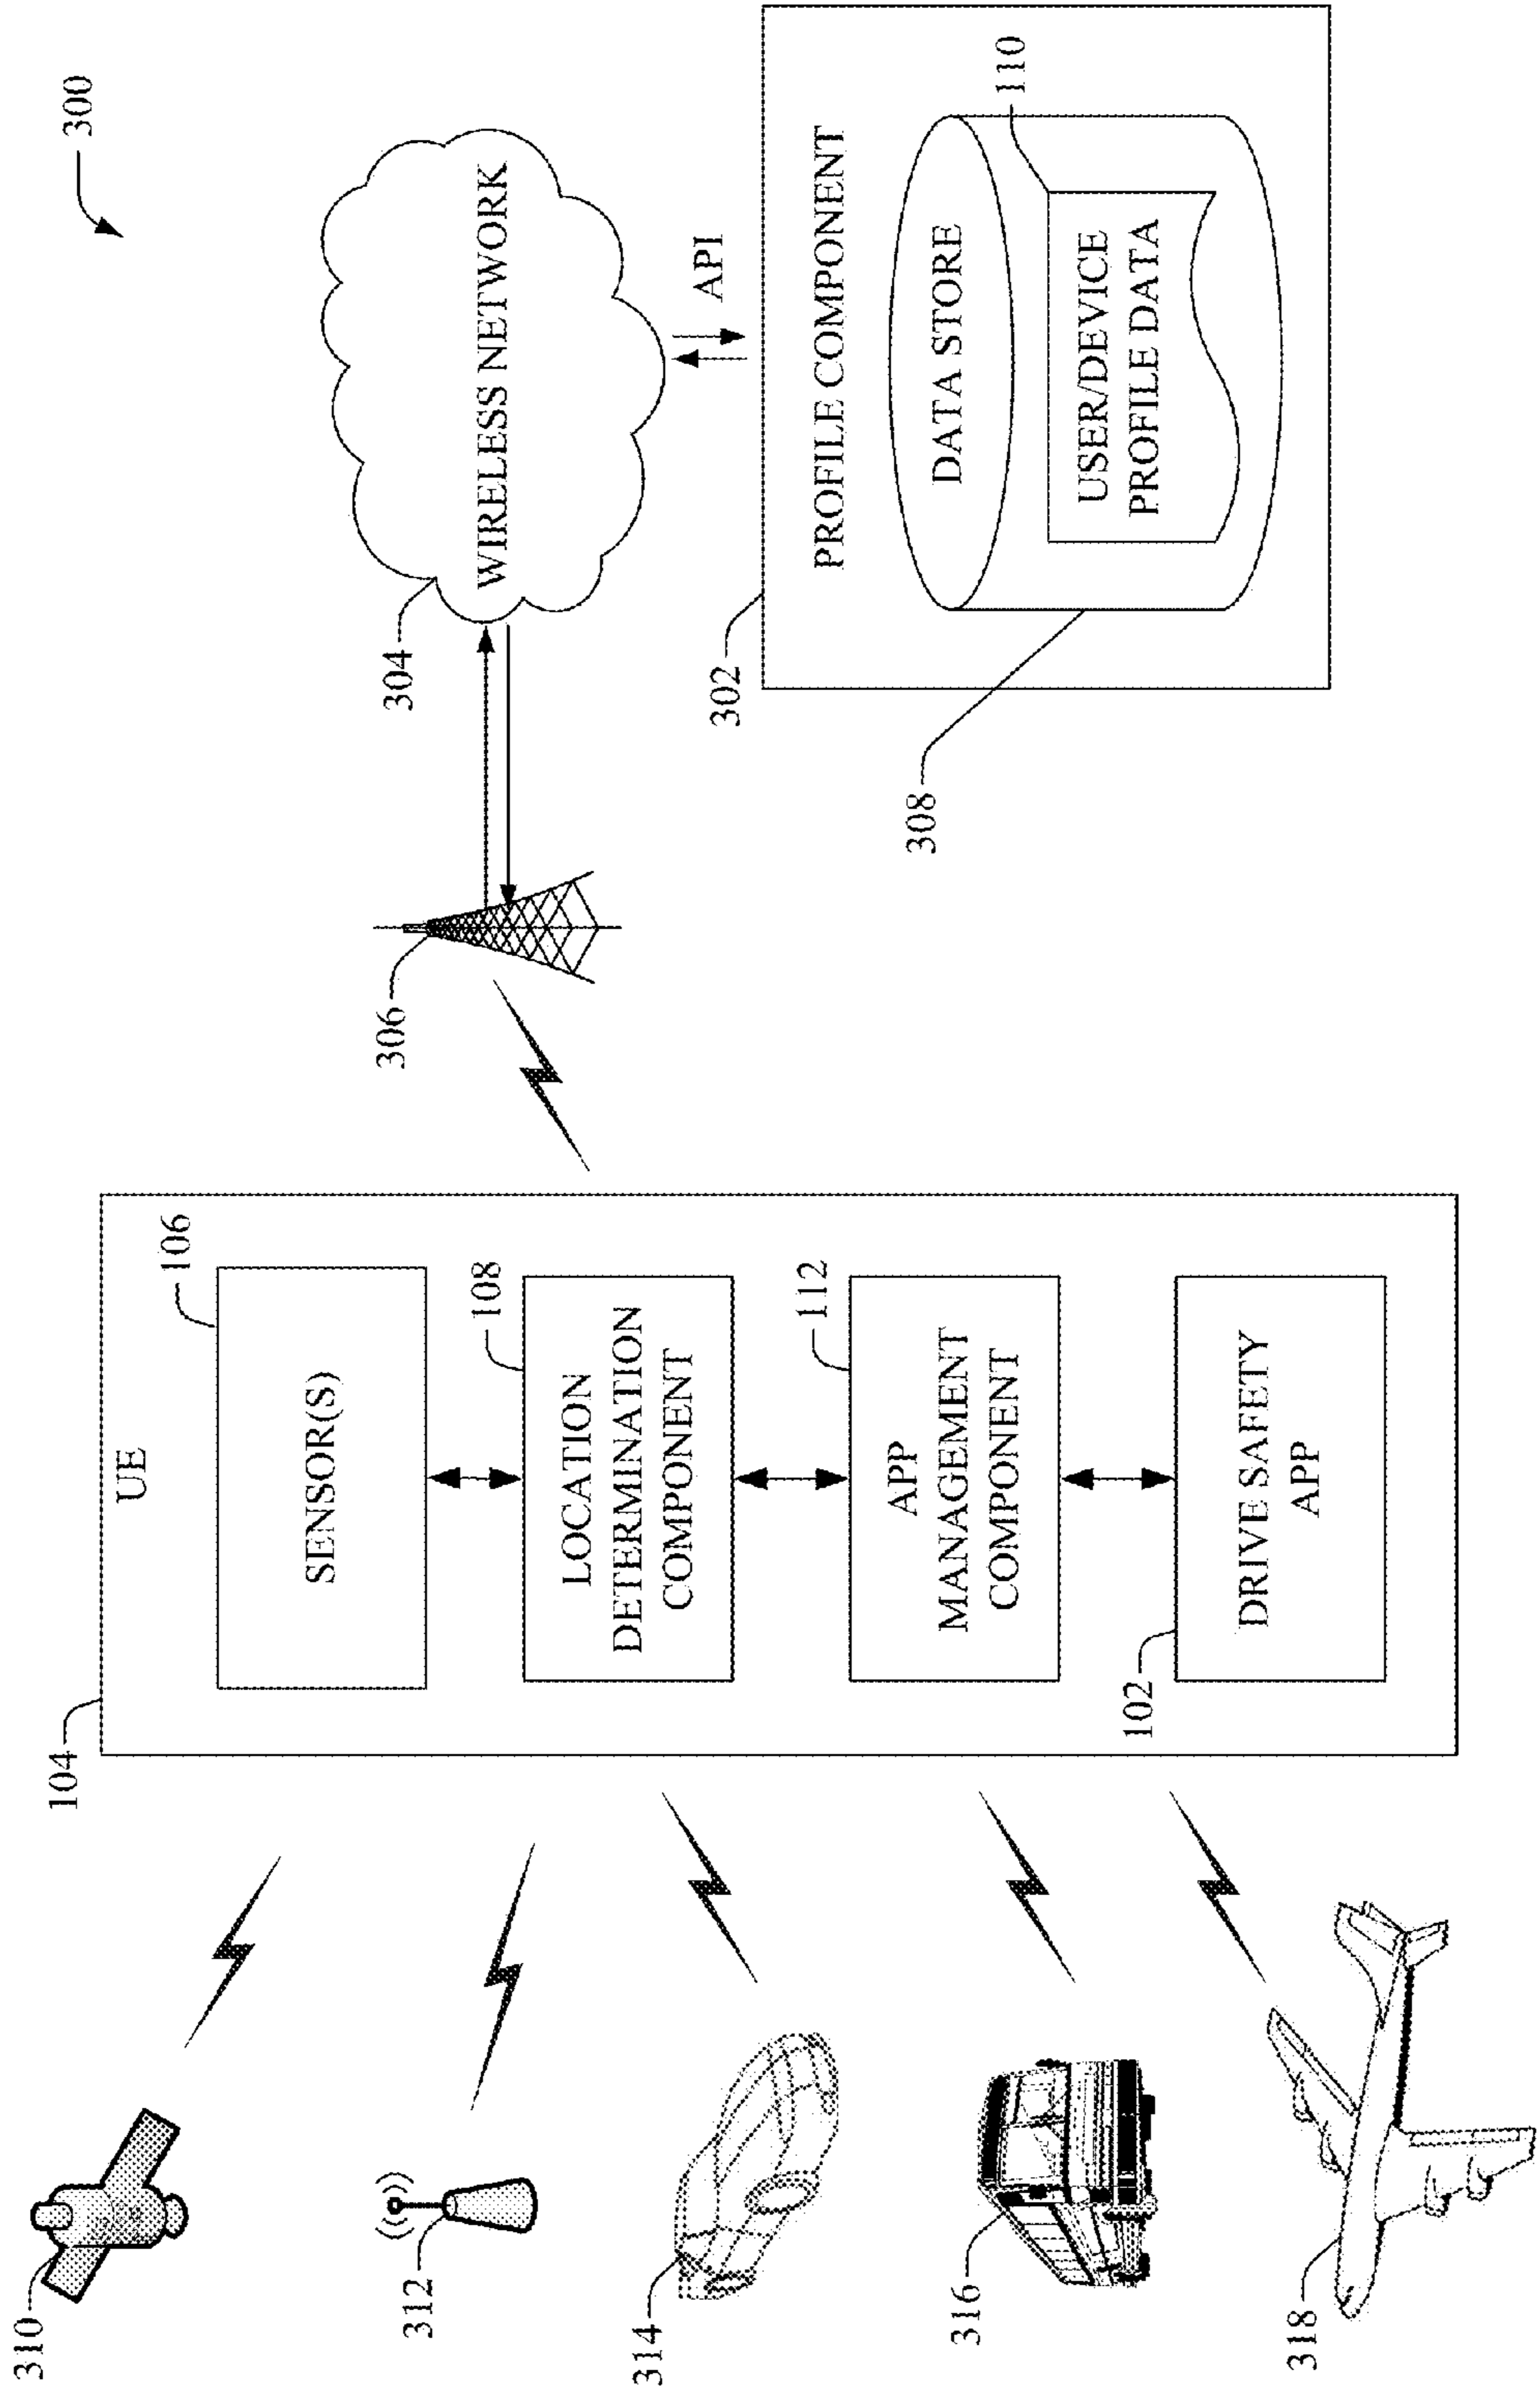 300
310
312
314
316
318
104
UE
106
SENSOR(S)
108
LOCATION
DETERMINATION
COMPONENT
112
APP
MANAGEMENT
COMPONENT
102
DRIVE SAFETY
APP
306
304
WIRELESS NETWORK
API
302
PROFILE COMPONENT
308
DATA STORE
110
USER/DEVICE
PROFILE DATA